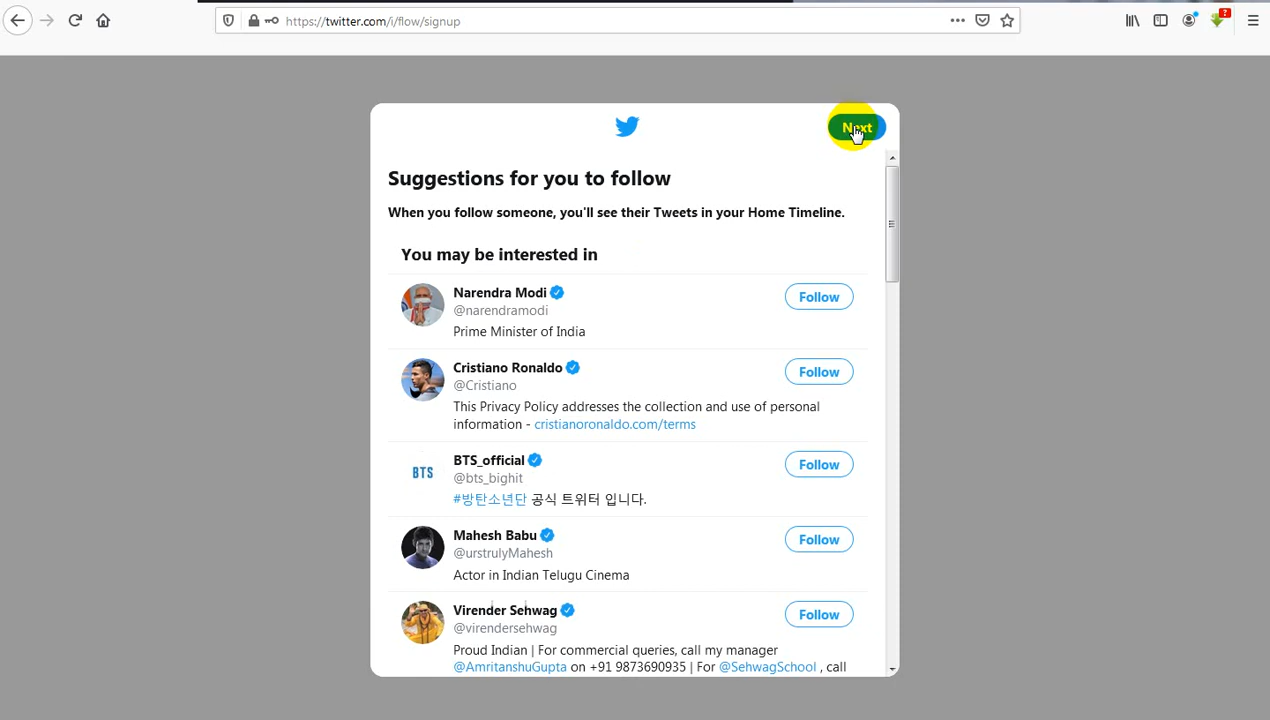 https://twitter.com/i/flow/signup
?
Next
Suggestions for you to follow
When you follow someone, you'll see their Tweets in your Home Timeline.
You may be interested in
Narendra Modi
Follow
@narendramodi
Prime Minister of India
Cristiano Ronaldo
Follow
@Cristiano
This Privacy Policy addresses the collection and use of personal
information - cristianoronaldo.com/terms
BTS
BTS_official
Follow
@bts_bighit
#방탄소년단 공식 트위터 입니다.
Mahesh Babu
Follow
@urstrulyMahesh
Actor in Indian Telugu Cinema
Virender Sehwag
Follow
@virendersehwag
Proud Indian | For commercial queries, call my manager
@AmritanshuGupta on +91 9873690935 | For @SehwagSchool , call